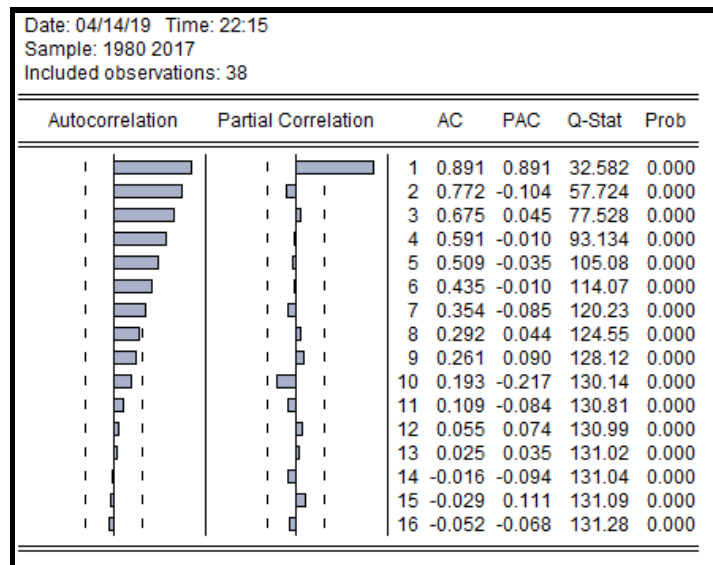 Date: 04/14/19 Time: 22:15
Sample: 1980 2017
Included observations: 38
Autocorrelation Partial Correlation AC PAC Q-Stat Prob
1 0.891 0.891 32.582 0.000
2 0.772 -0.104 57.724 0.000
3 0.675 0.045 77.528 0.000
4 0.591 -0.010 93.134 0.000
5 0.509 -0.035 105.08 0.000
6 0.435 -0.010 114.07 0.000
7 0.354 -0.085 120.23 0.000
8 0.292 0.044 124.55 0.000
9 0.261 0.090 128.12 0.000
10 0.193 -0.217 130.14 0.000
11 0.109 -0.084 130.81 0.000
12 0.055 0.074 130.99 0.000
13 0.025 0.035 131.02 0.000
14 -0.016 -0.094 131.04 0.000
15 -0.029 0.111 131.09 0.000
16 -0.052 -0.068 131.28 0.000